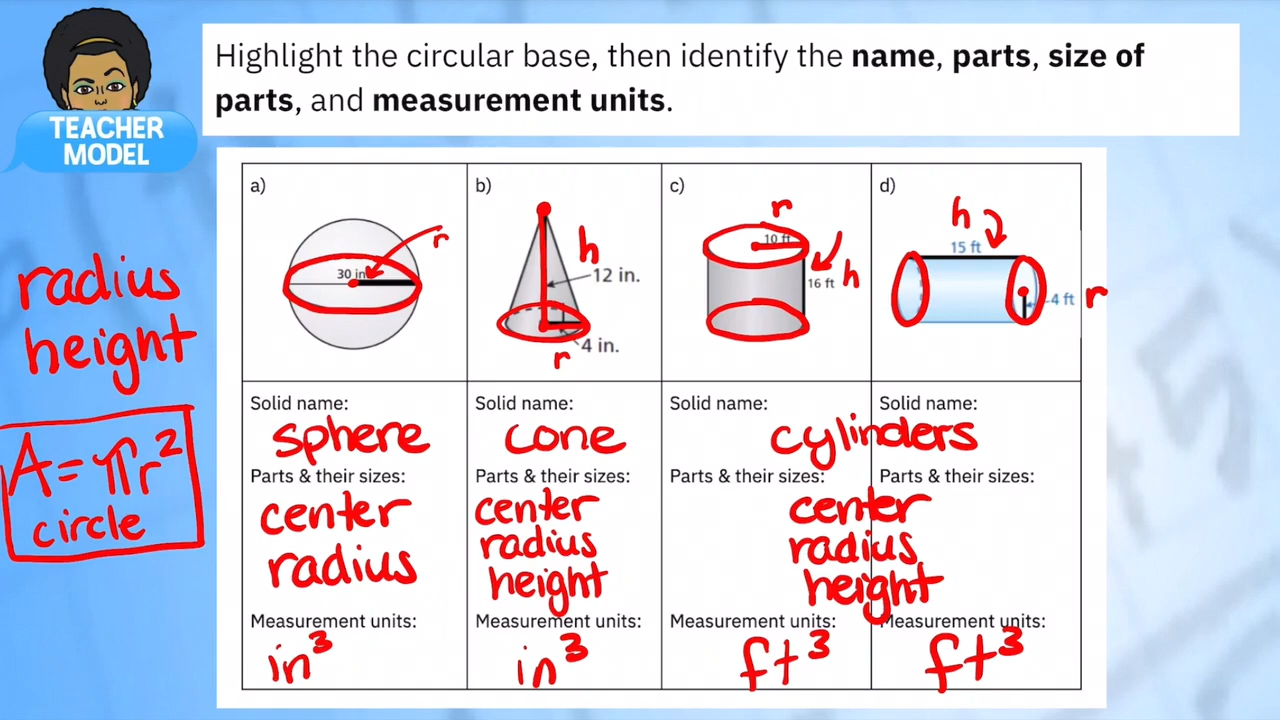 TEACHER
MODEL
Highlight the circular base, then identify the name, parts, size of
parts, and measurement units.
radius
height
A=πr²
circle
a)
r
30 in
Solid name:
sphere
Parts & their sizes:
center
radius
Measurement units:
in³
b)
h
12 in.
4 in.
r
Solid name:
cone
Parts & their sizes:
center
radius
height
Measurement units:
in³
c)
r
10 ft
h
16 ft
d)
h
15 ft
4 ft
r
Solid name:
Solid name:
cylinders
Parts & their sizes:
Parts & their sizes:
center
radius
height
Measurement units:
Measurement units:
ft³
ft³